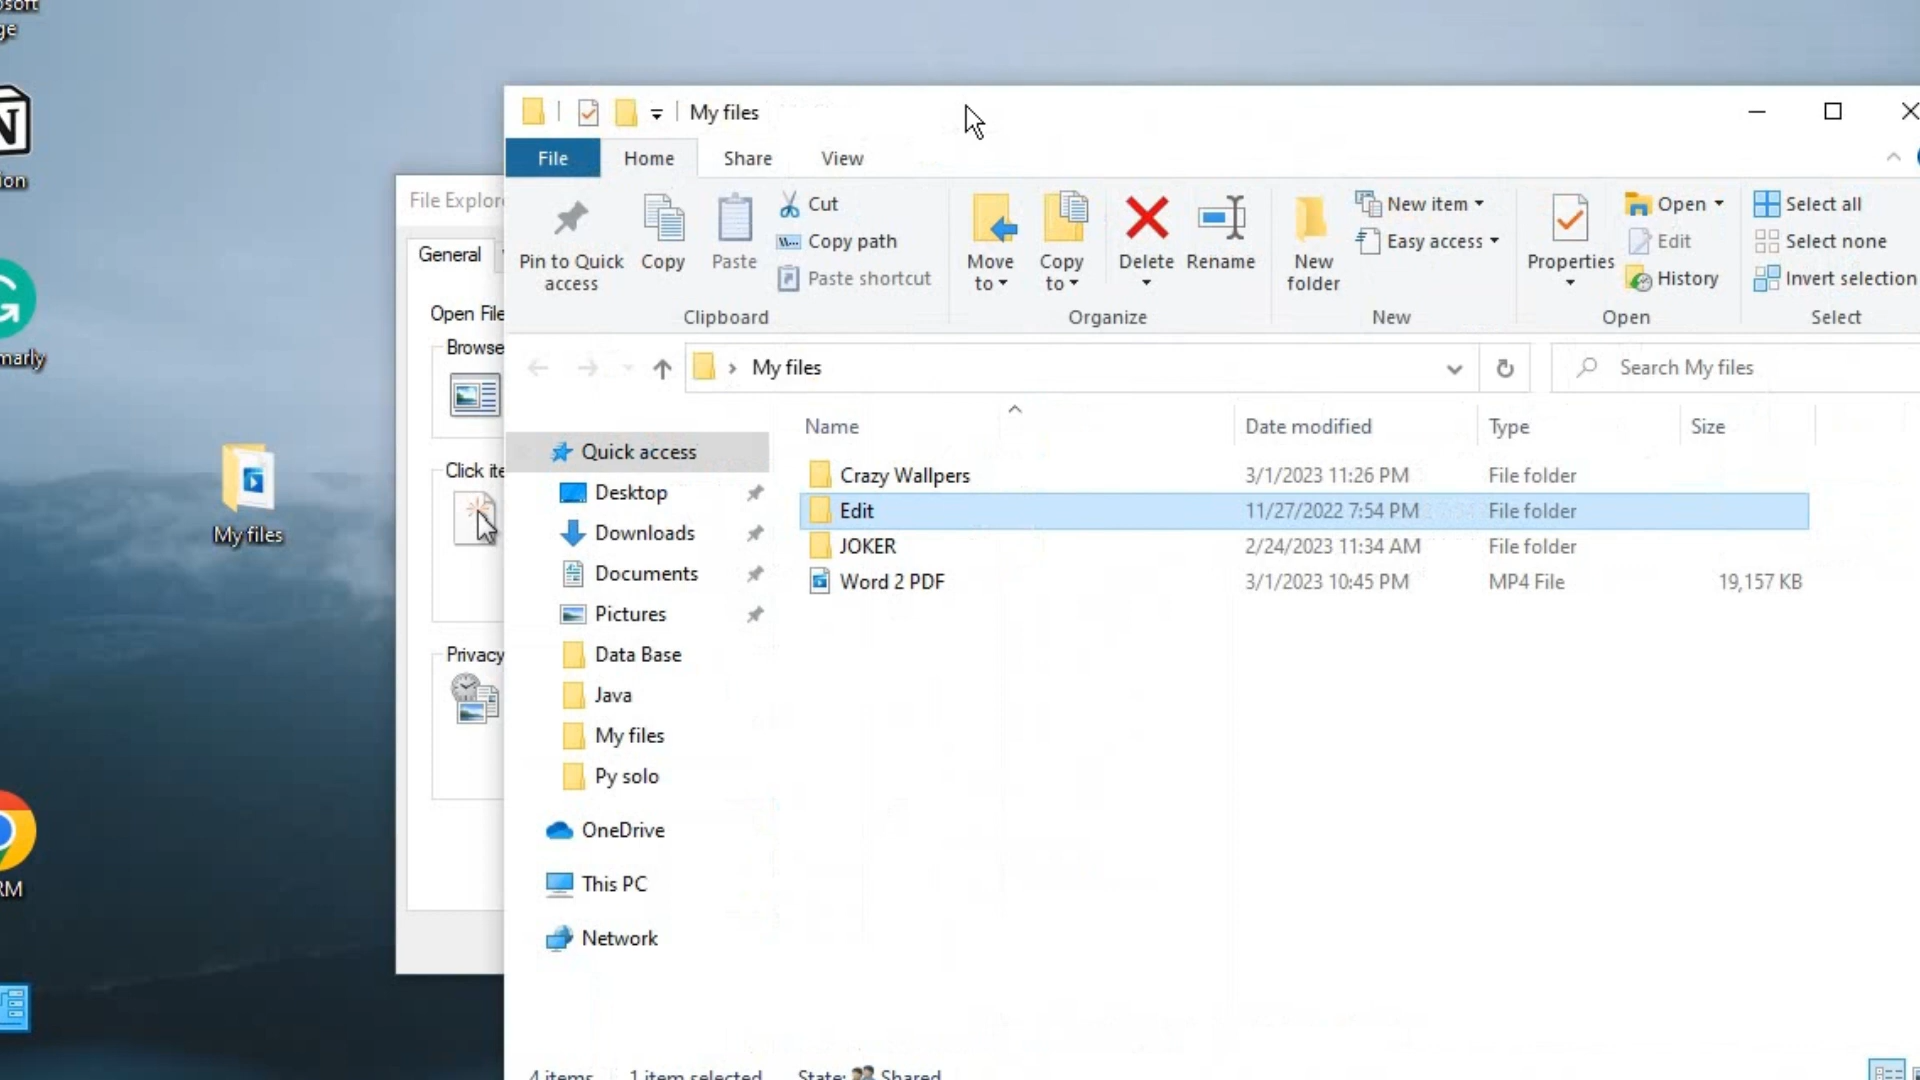 My files
File
Home
Share
View
Pin to Quick access
Copy
Paste
Cut
Copy path
Paste shortcut
Clipboard
Move to
Copy to
Delete
Rename
Organize
New folder
New item
Easy access
New
Properties
Open
Edit
History
Open
Select all
Select none
Invert selection
Select
My files
Search My files
Name
Date modified
Type
Size
Crazy Wallpers 3/1/2023 11:26 PM File folder
Edit 11/27/2022 7:54 PM File folder
JOKER 2/24/2023 11:34 AM File folder
Word 2 PDF 3/1/2023 10:45 PM MP4 File 19,157 KB
Quick access
Desktop
Downloads
Documents
Pictures
Data Base
Java
My files
Py solo
OneDrive
This PC
Network
4 items 1 item selected State: Shared
File Explor
General
Open File
Browse
Click ite
Privacy
My files
ion
marly
RM